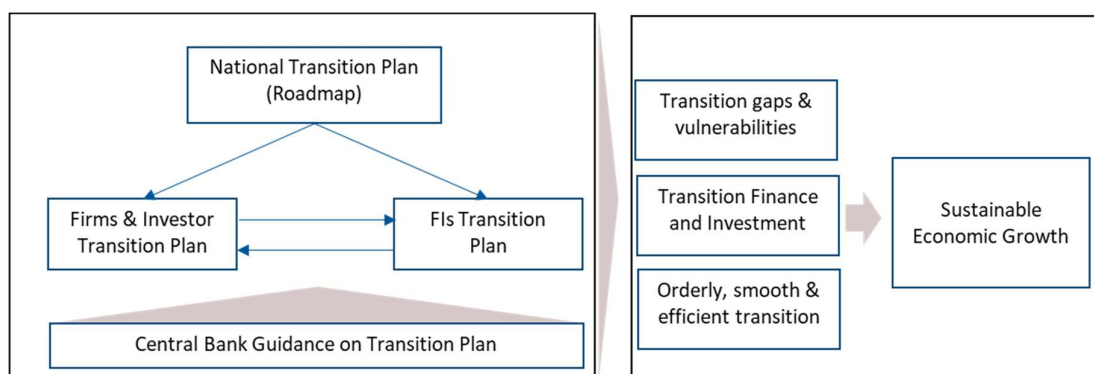 National Transition Plan
(Roadmap)
Firms & Investor
Transition Plan
FIs Transition
Plan
Central Bank Guidance on Transition Plan
Transition gaps &
vulnerabilities
Transition Finance
and Investment
Orderly, smooth &
efficient transition
Sustainable
Economic Growth